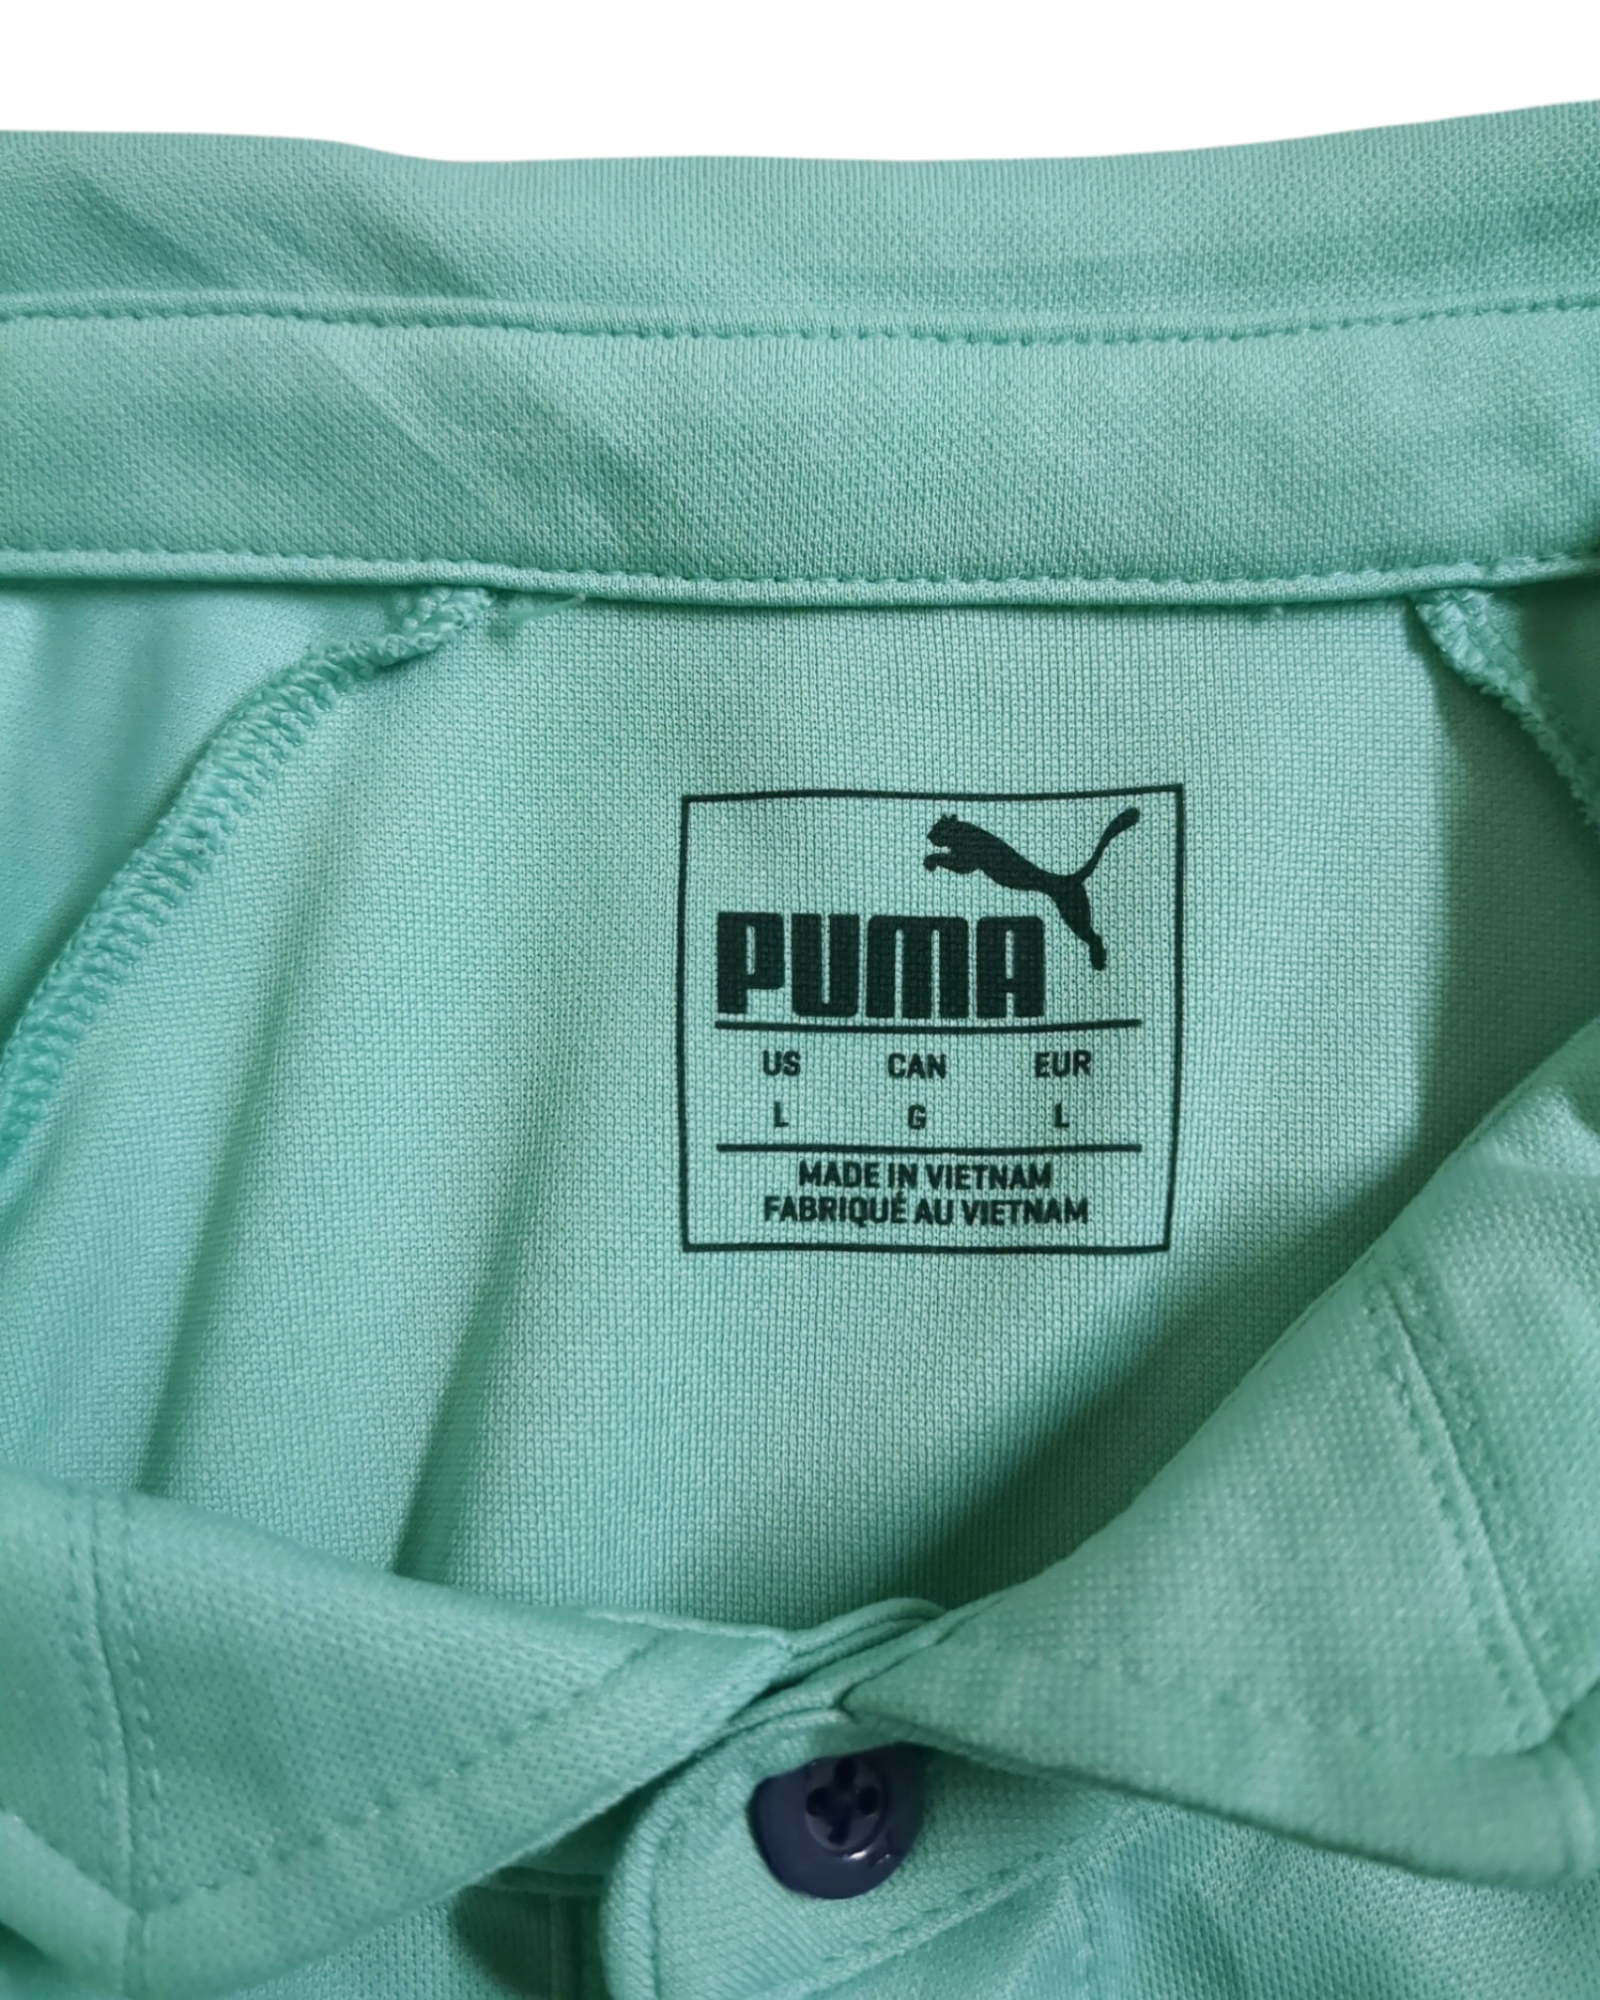 PUMA
US CAN EUR
L G L
MADE IN VIETNAM
FABRIQUÉ AU VIETNAM